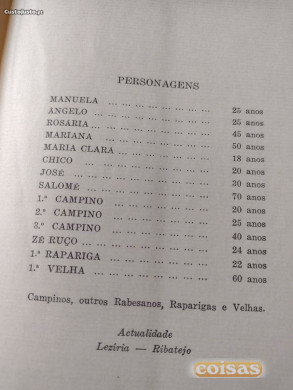 CustoJusto.pt
PERSONAGENS
MANUELA ... ... ... ... ... ... ... 25 anos
ANGELO ... ... ... ... ... ... ... 25 anos
ROSÁRIA ... ... ... ... ... ... ... 45 anos
MARIANA ... ... ... ... ... ... ... 50 anos
MARIA CLARA ... ... ... ... ... ... 18 anos
CHICO ... ... ... ... ... ... ... 20 anos
JOSÉ ... ... ... ... ... ... ... 30 anos
SALOMÉ ... ... ... ... ... ... ... 70 anos
1.º CAMPINO ... ... ... ... ... ... 20 anos
2.º CAMPINO ... ... ... ... ... ... 25 anos
3.º CAMPINO ... ... ... ... ... ... 40 anos
ZÉ RUÇO ... ... ... ... ... ... ... 24 anos
1.ª RAPARIGA ... ... ... ... ... ... 22 anos
1.ª VELHA ... ... ... ... ... ... ... 60 anos
Campinos, outros Rabesanos, Raparigas e Velhas.
Actualidade
Lezíria — Ribatejo
coisas